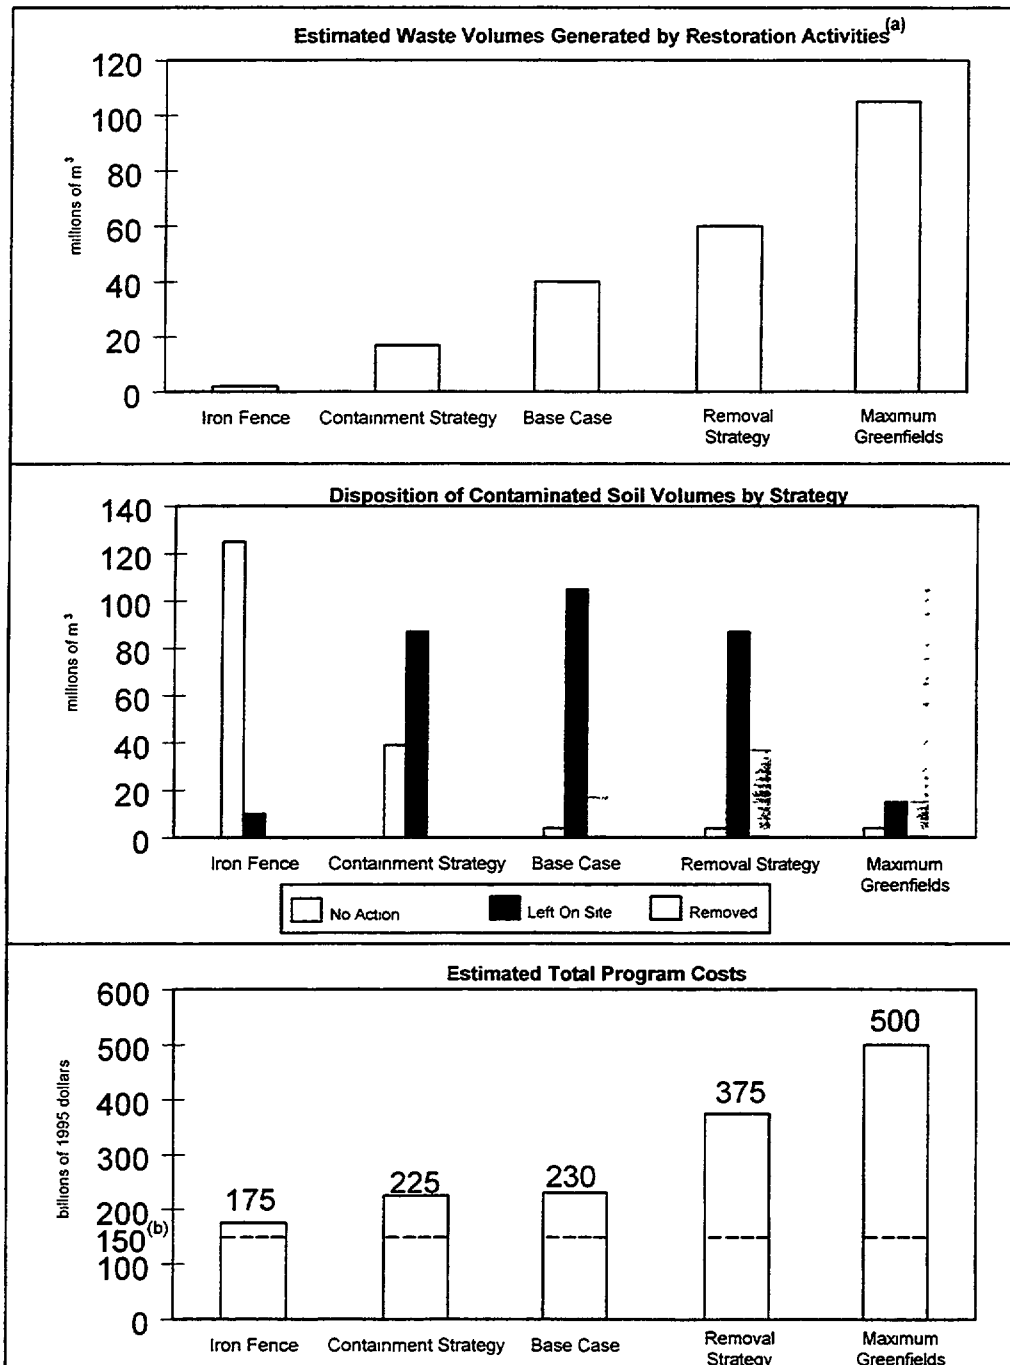 Estimated Waste Volumes Generated by Restoration Activities(a)
millions of m³
120
100
80
60
40
20
0
Iron Fence
Containment Strategy
Base Case
Removal
Strategy
Maximum
Greenfields
Disposition of Contaminated Soil Volumes by Strategy
millions of m³
140
120
100
80
60
40
20
0
Iron Fence
Containment Strategy
Base Case
Removal Strategy
Maximum
Greenfields
No Action
Left On Site
Removed
Estimated Total Program Costs
billions of 1995 dollars
600
500
400
300
200
150(b)
100
0
175
225
230
375
500
Iron Fence
Containment Strategy
Base Case
Removal
Strategy
Maximum
Greenfields